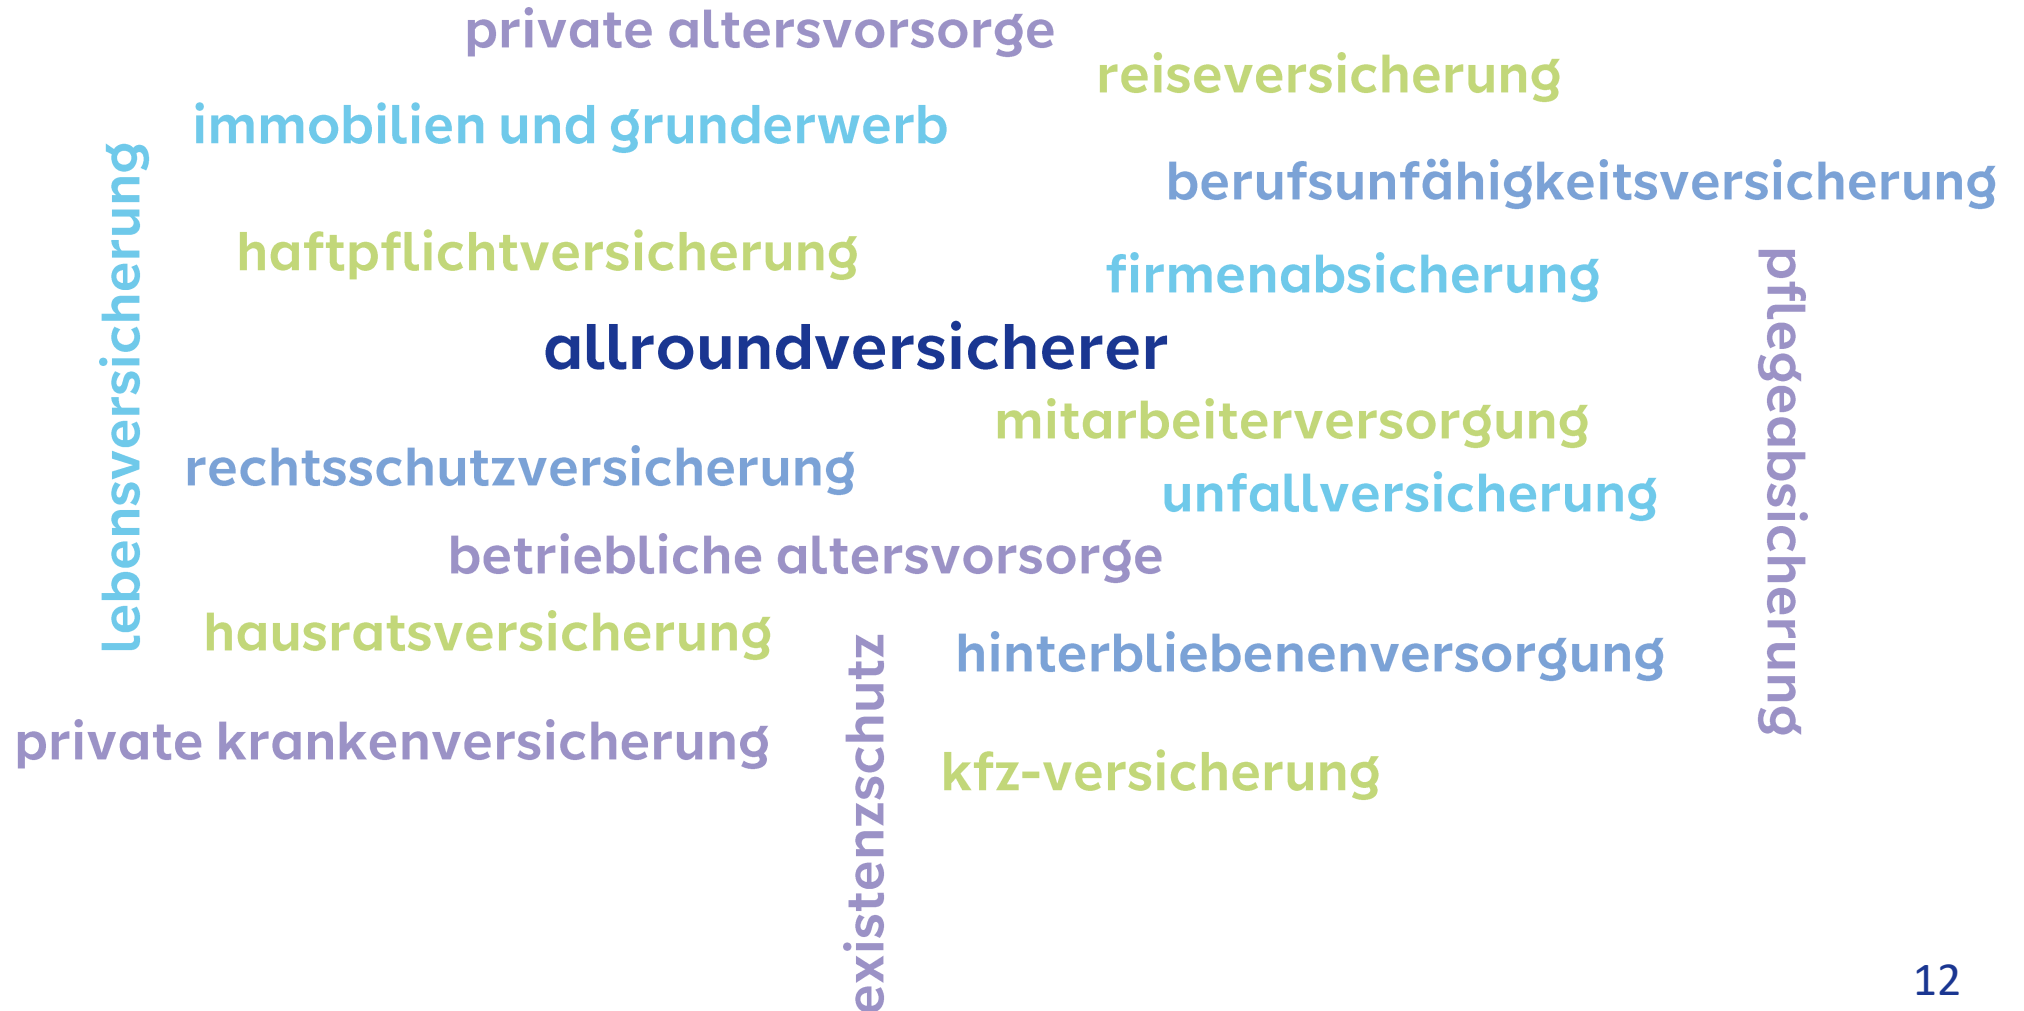 private altersvorsorge
reiseversicherung
immobilien und grunderwerb
lebensversicherung
berufsunfähigkeitsversicherung
haftpflichtversicherung
firmenabsicherung
pflegeabsicherung
allroundversicherer
mitarbeiterversorgung
rechtsschutzversicherung
unfallversicherung
betriebliche altersvorsorge
hausratsversicherung
hinterbliebenenversorgung
existenzschutz
private krankenversicherung
kfz-versicherung
12